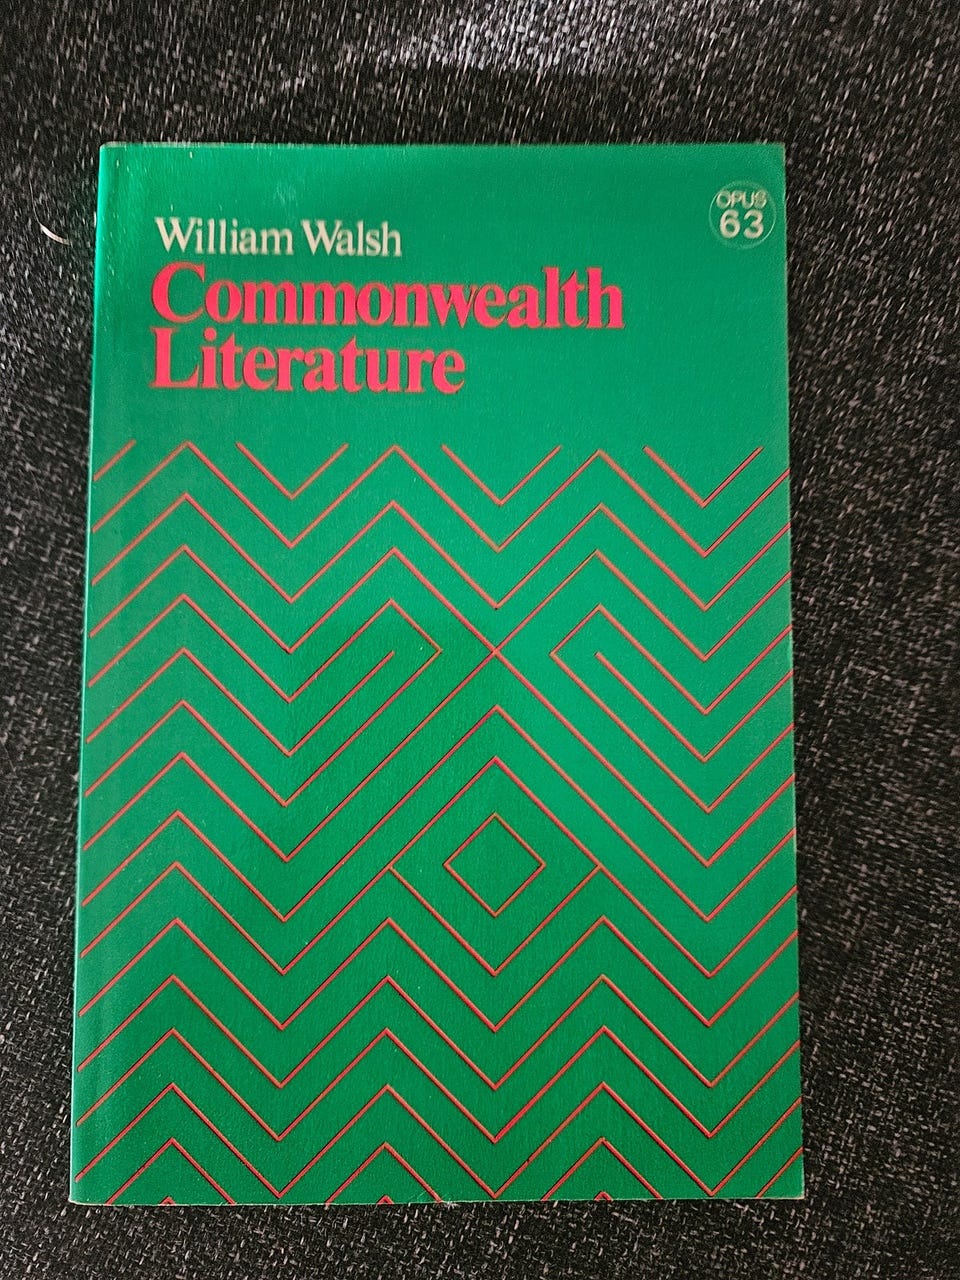 OPUS
63
William Walsh
Commonwealth
Literature